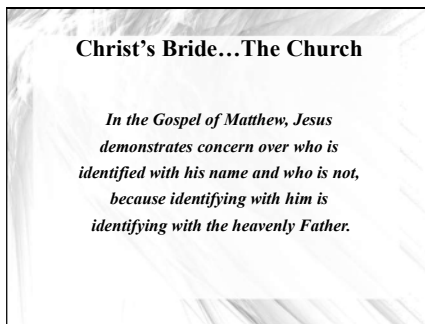 Christ’s Bride…The Church
In the Gospel of Matthew, Jesus
demonstrates concern over who is
identified with his name and who is not,
because identifying with him is
identifying with the heavenly Father.